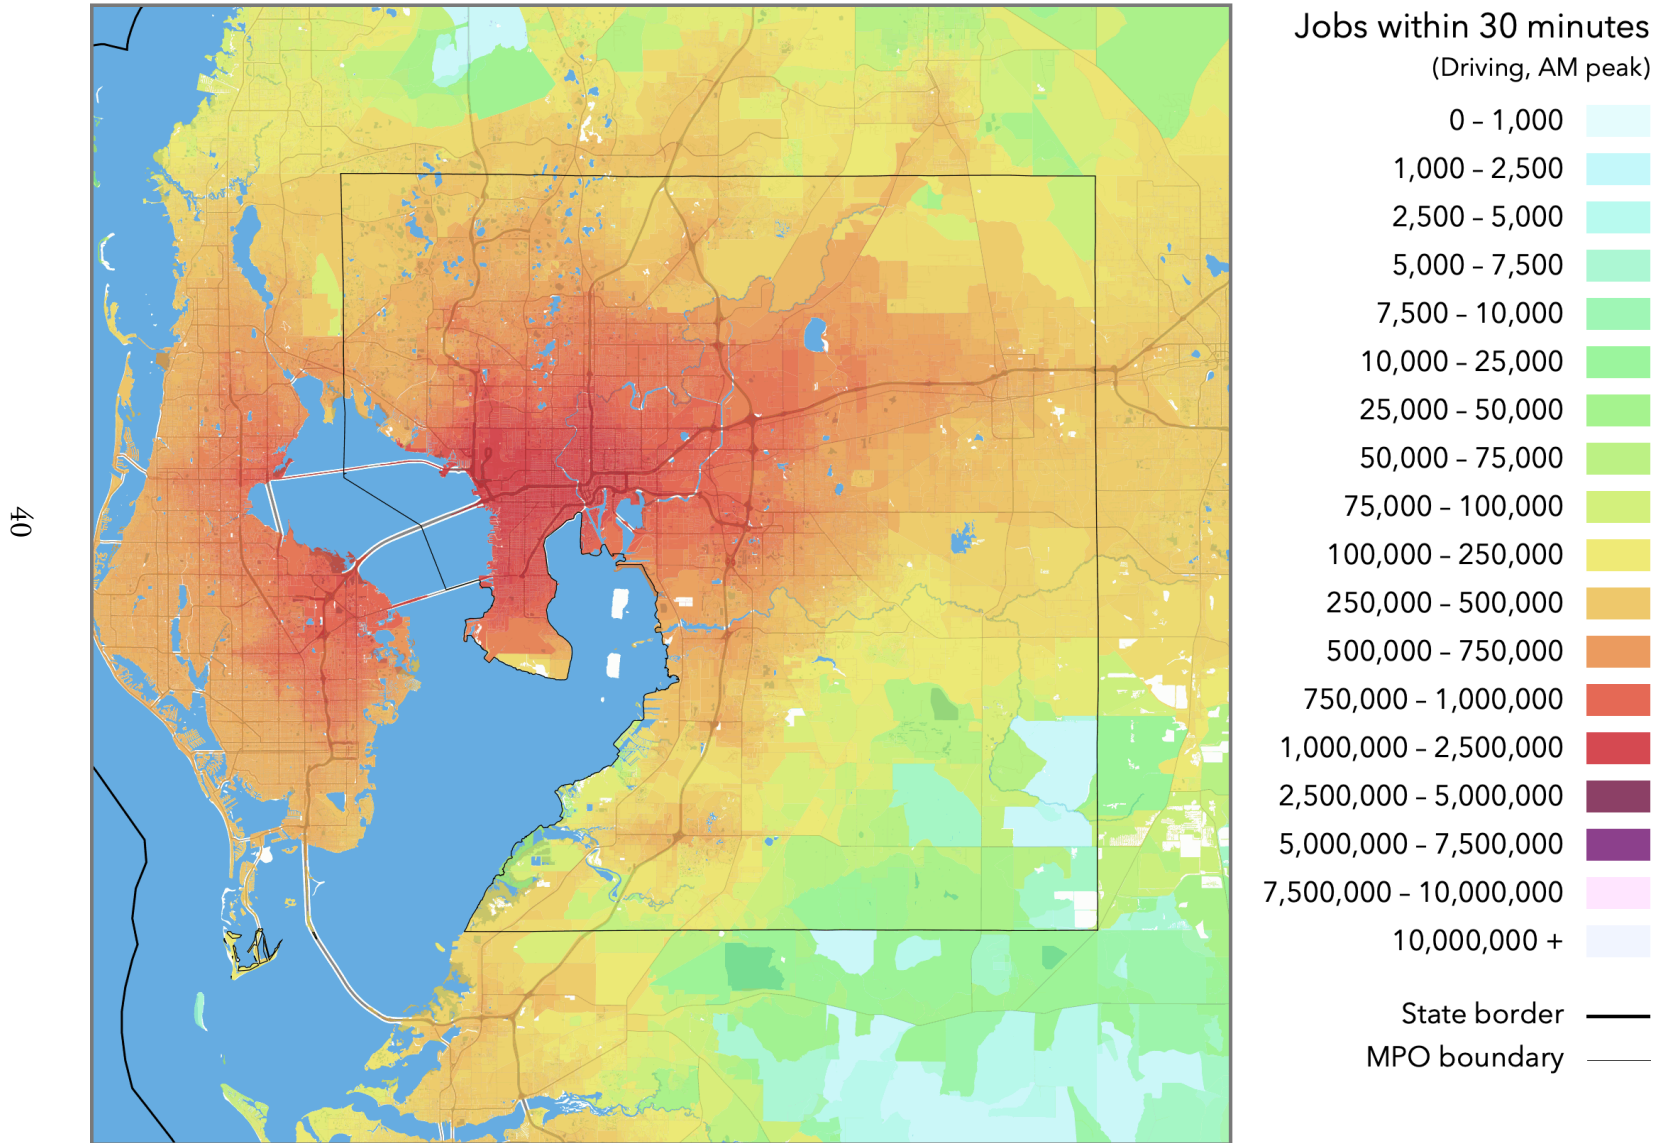 Jobs within 30 minutes
(Driving, AM peak)
0 – 1,000
1,000 – 2,500
2,500 – 5,000
5,000 – 7,500
7,500 – 10,000
10,000 – 25,000
25,000 – 50,000
50,000 – 75,000
75,000 – 100,000
100,000 – 250,000
250,000 – 500,000
500,000 – 750,000
750,000 – 1,000,000
1,000,000 – 2,500,000
2,500,000 – 5,000,000
5,000,000 – 7,500,000
7,500,000 – 10,000,000
10,000,000 +
State border
MPO boundary
40